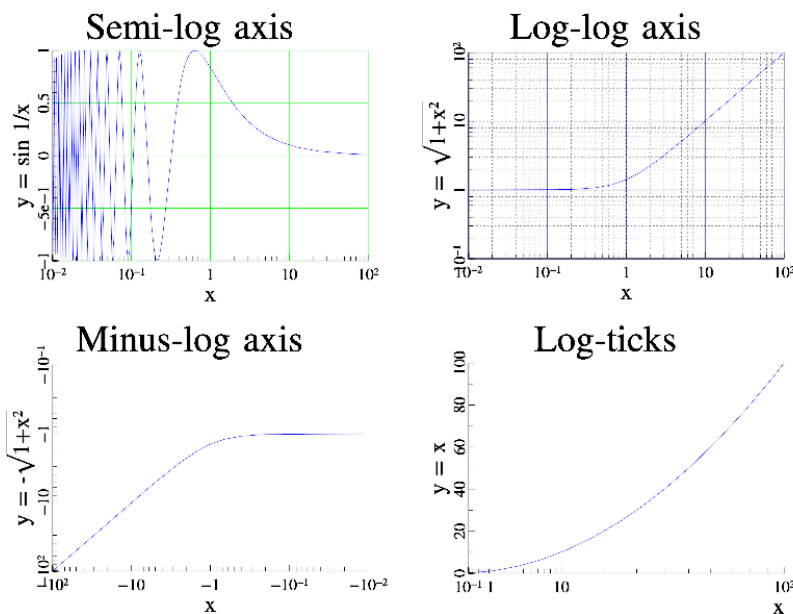 Semi-log axis
y = sin 1/x
1
0.5
0
−5e−1
−1
10⁻²
10⁻¹
1
10
10²
x
Log-log axis
y = √1+x²
10²
10
1
10⁻¹
10⁻²
10⁻¹
1
10
10²
x
Minus-log axis
y = -√1+x²
−10⁻¹
−1
−10
−10²
−10²
−10
−1
−10⁻¹
−10⁻²
x
Log-ticks
y = x
100
80
60
40
20
0
10⁻¹
1
10
10²
x